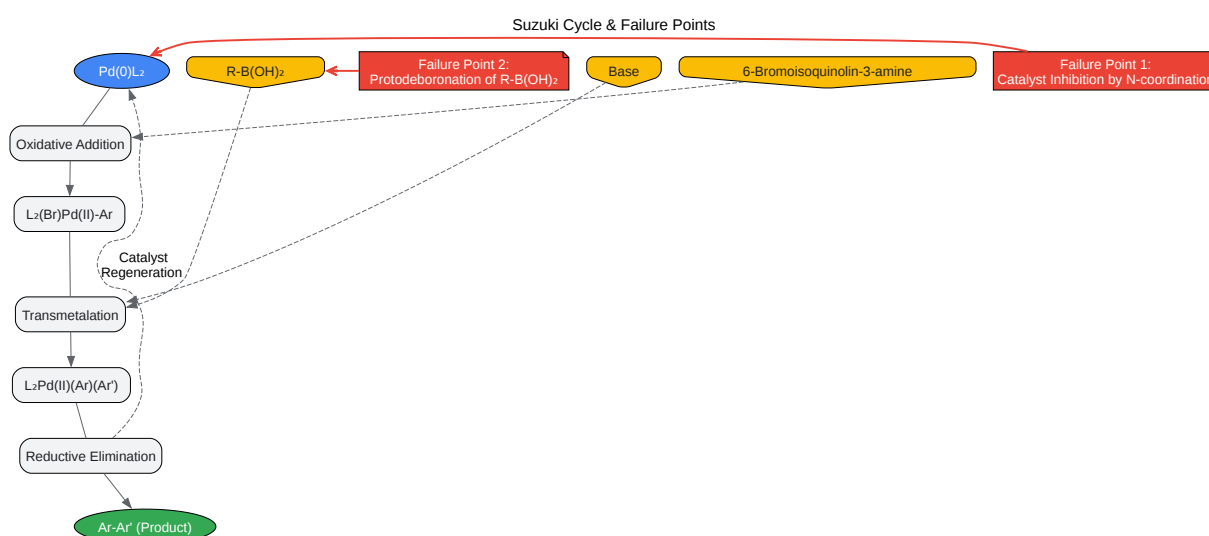 Suzuki Cycle & Failure Points
Pd(0)L₂
R-B(OH)₂
Failure Point 2:
Protodeboronation of R-B(OH)₂
Base
6-Bromoisoquinolin-3-amine
Failure Point 1:
Catalyst Inhibition by N-coordination
Oxidative Addition
L₂(Br)Pd(II)-Ar
Catalyst
Regeneration
Transmetalation
L₂Pd(II)(Ar)(Ar')
Reductive Elimination
Ar-Ar' (Product)